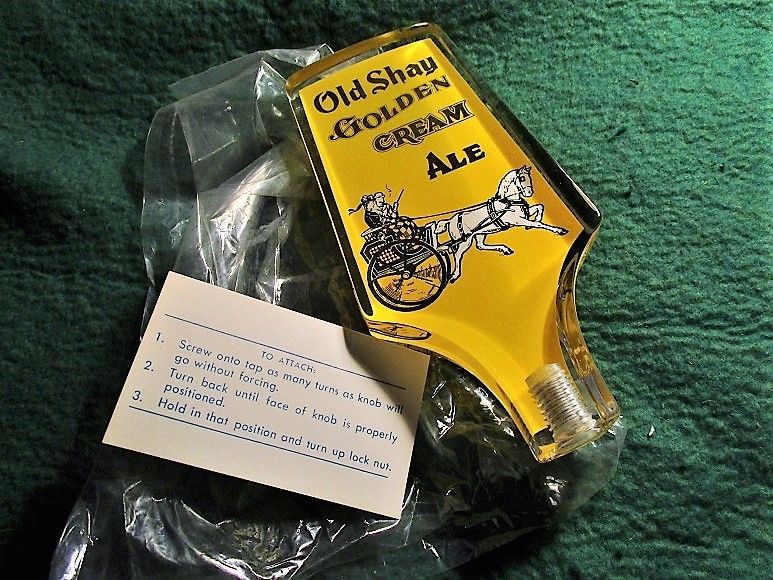 Old Shay
GOLDEN
CREAM
ALE
TO ATTACH:
1. Screw onto tap as many turns as knob will
go without forcing.
2. Turn back until face of knob is properly
positioned.
3. Hold in that position and turn up lock nut.